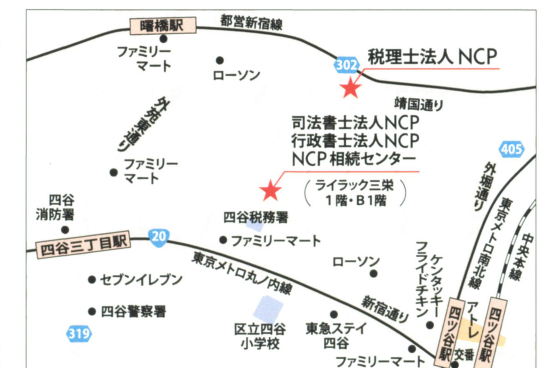 曙橋駅
都営新宿線
ファミリー
マート
ローソン
302
税理士法人 NCP
靖国通り
外苑東通り
司法書士法人NCP
行政書士法人NCP
NCP 相続センター
ライラック三栄
1階・B1階
405
外堀通り
東京メトロ南北線
中央本線
ファミリー
マート
四谷
消防署
四谷税務署
四谷三丁目駅
20
ファミリーマート
東京メトロ丸ノ内線
ローソン
ケンタッキー
フライドチキン
セブンイレブン
新宿通り
四谷警察署
319
区立四谷
小学校
東急ステイ
四谷
ファミリーマート
四ツ谷駅
アトレ
四ツ谷駅
交番